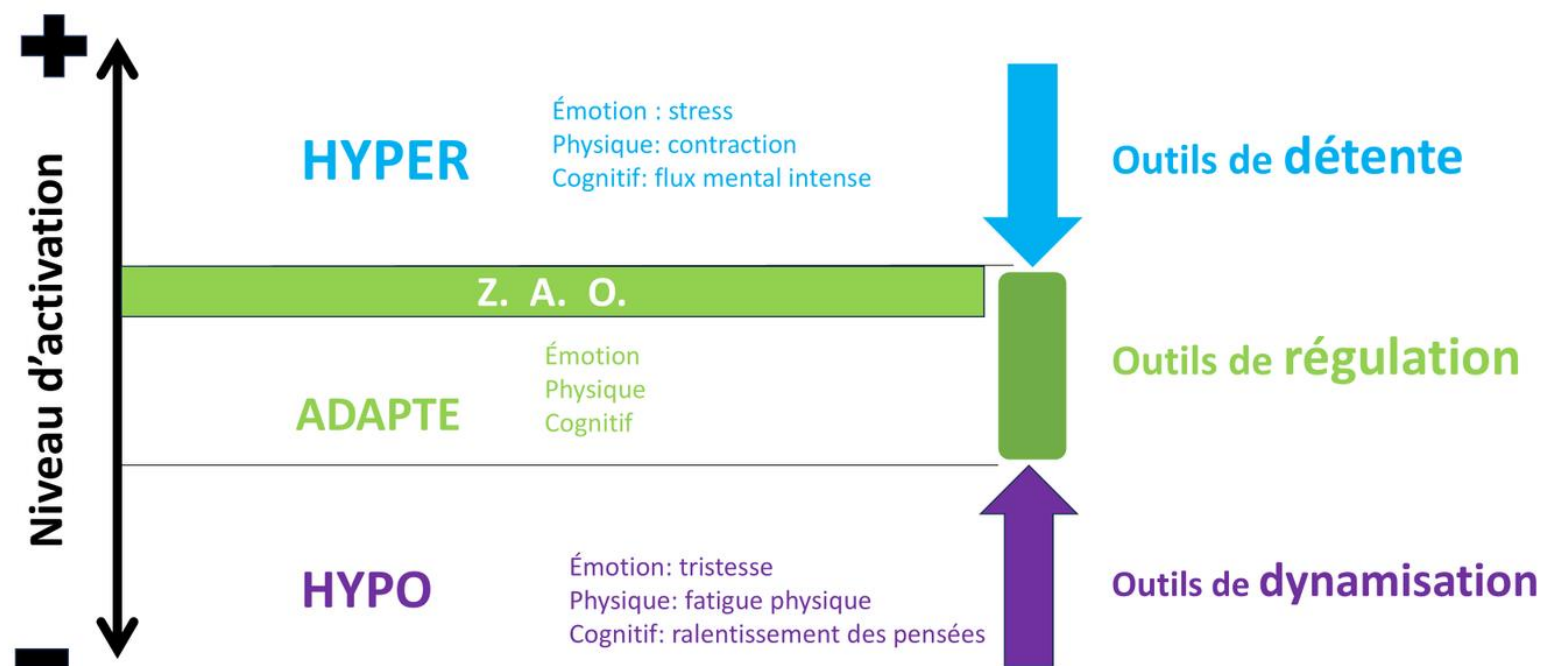 Niveau d’activation
HYPER
Émotion : stress
Physique: contraction
Cognitif: flux mental intense
Outils de détente
Z. A. O.
ADAPTE
Émotion
Physique
Cognitif
Outils de régulation
HYPO
Émotion: tristesse
Physique: fatigue physique
Cognitif: ralentissement des pensées
Outils de dynamisation